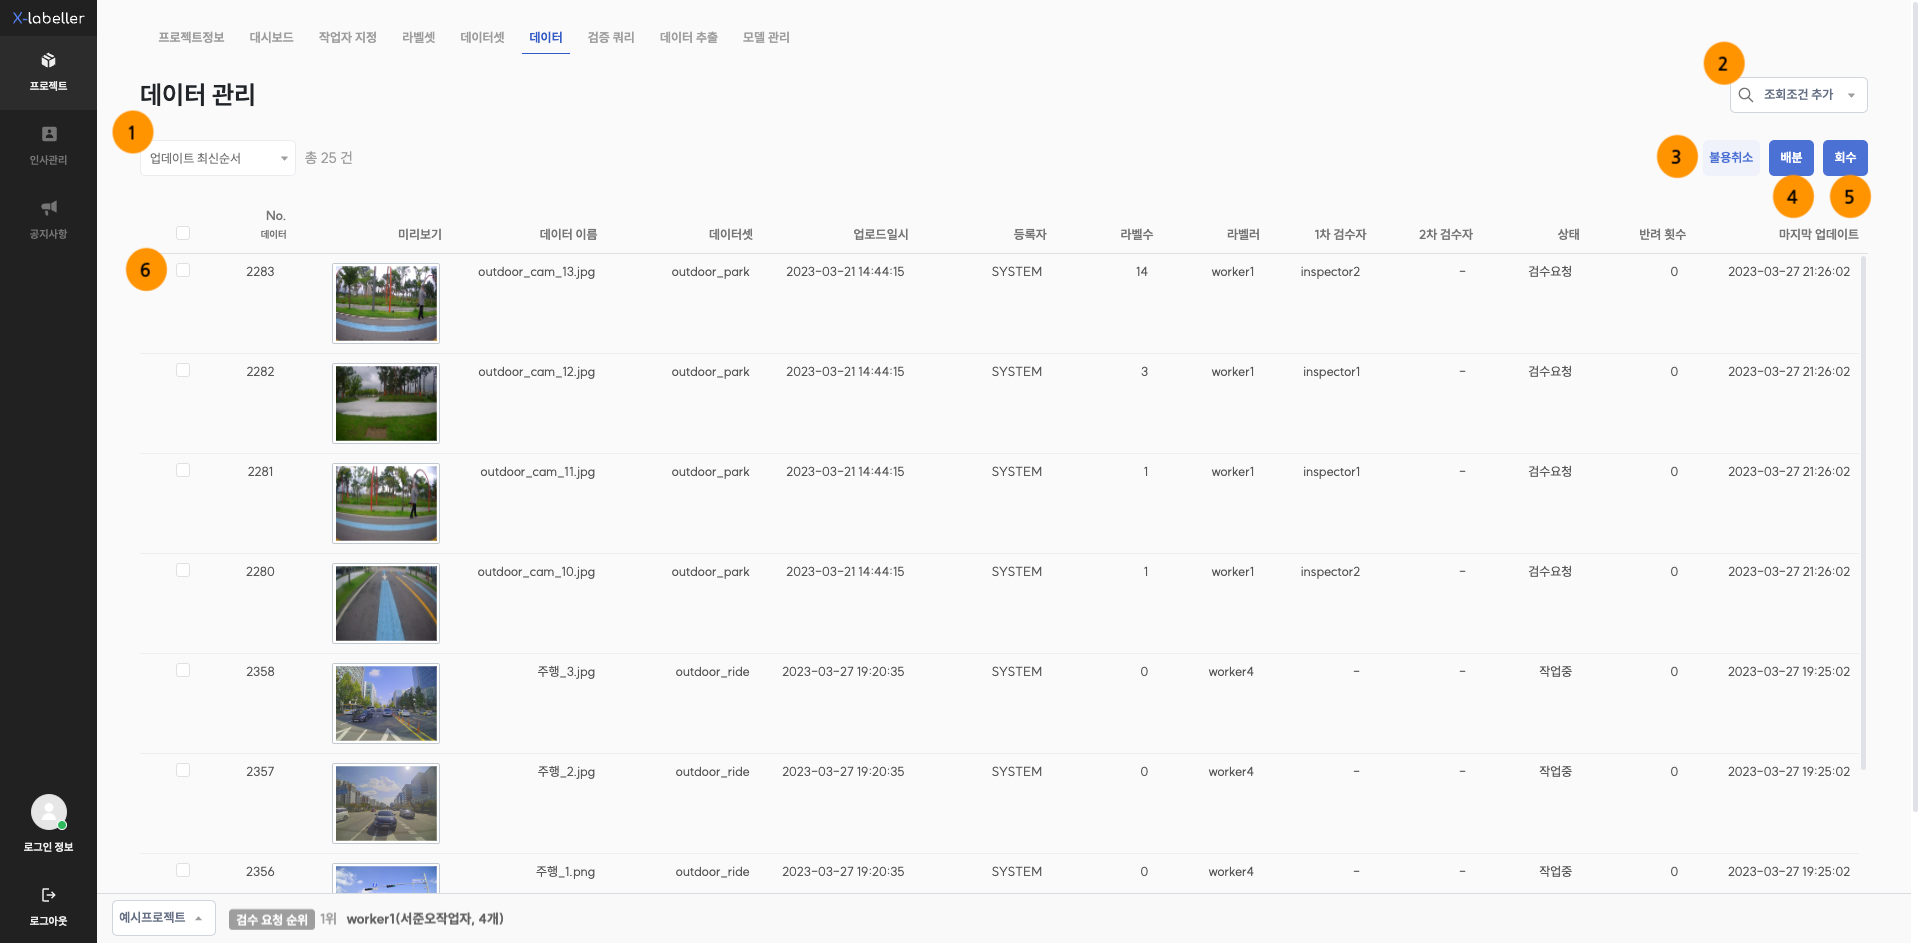 X-labeller
프로젝트
인사관리
공지사항
로그인 정보
로그아웃
프로젝트정보 대시보드 작업자 지정 라벨셋 데이터셋 데이터 검증 쿼리 데이터 추출 모델 관리
데이터 관리
2
조회조건 추가
1
업데이트 최신순서 총 25 건
3 불용취소 배분 회수
4 5
No.
데이터 미리보기 데이터 이름 데이터셋 업로드일시 등록자 라벨수 라벨러 1차 검수자 2차 검수자 상태 반려 횟수 마지막 업데이트
6 2283 outdoor_cam_13.jpg outdoor_park 2023-03-21 14:44:15 SYSTEM 14 worker1 inspector2 - 검수요청 0 2023-03-27 21:26:02
2282 outdoor_cam_12.jpg outdoor_park 2023-03-21 14:44:15 SYSTEM 3 worker1 inspector1 - 검수요청 0 2023-03-27 21:26:02
2281 outdoor_cam_11.jpg outdoor_park 2023-03-21 14:44:15 SYSTEM 1 worker1 inspector1 - 검수요청 0 2023-03-27 21:26:02
2280 outdoor_cam_10.jpg outdoor_park 2023-03-21 14:44:15 SYSTEM 1 worker1 inspector2 - 검수요청 0 2023-03-27 21:26:02
2358 주행_3.jpg outdoor_ride 2023-03-27 19:20:35 SYSTEM 0 worker4 - - 작업중 0 2023-03-27 19:25:02
2357 주행_2.jpg outdoor_ride 2023-03-27 19:20:35 SYSTEM 0 worker4 - - 작업중 0 2023-03-27 19:25:02
2356 주행_1.png outdoor_ride 2023-03-27 19:20:35 SYSTEM 0 worker4 - - 작업중 0 2023-03-27 19:25:02
예시프로젝트 검수 요청 순위 1위 worker1(서준오작업자, 4개)